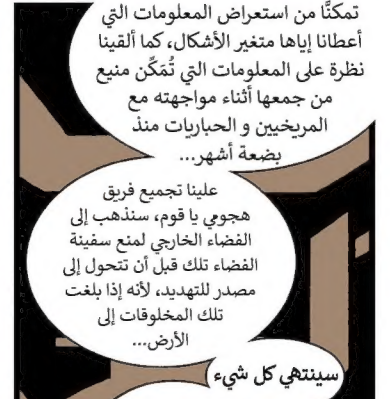 تمكنَّا من استعراض المعلومات التي
أعطانا إياها متغير الأشكال، كما ألقينا
نظرة على المعلومات التي تُمَكَّن منيع
من جمعها أثناء مواجهته مع
المريخيين و الحباريات منذ
بضعة أشهر...
علينا تجميع فريق
هجومي يا قوم، سنذهب إلى
الفضاء الخارجي لمنع سفينة
الفضاء تلك قبل أن تتحول إلى
مصدر للتهديد، لأنه إذا بلغت
تلك المخلوقات إلى
الأرض...
سينتهي كل شيء